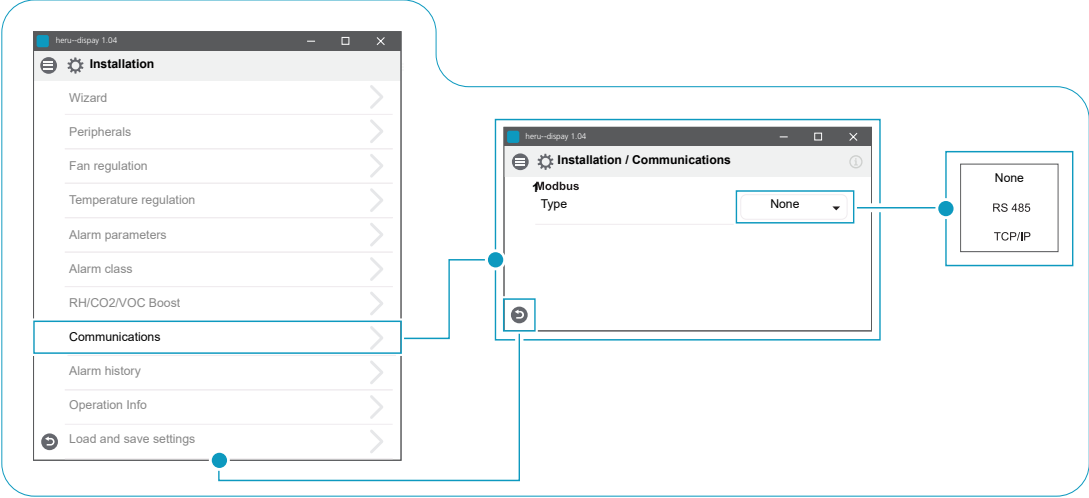 heru--dispay 1.04
Installation
Wizard
Peripherals
Fan regulation
Temperature regulation
Alarm parameters
Alarm class
RH/CO2/VOC Boost
Communications
Alarm history
Operation Info
Load and save settings
heru--dispay 1.04
Installation / Communications
1Modbus
Type
None
None
RS 485
TCP/IP